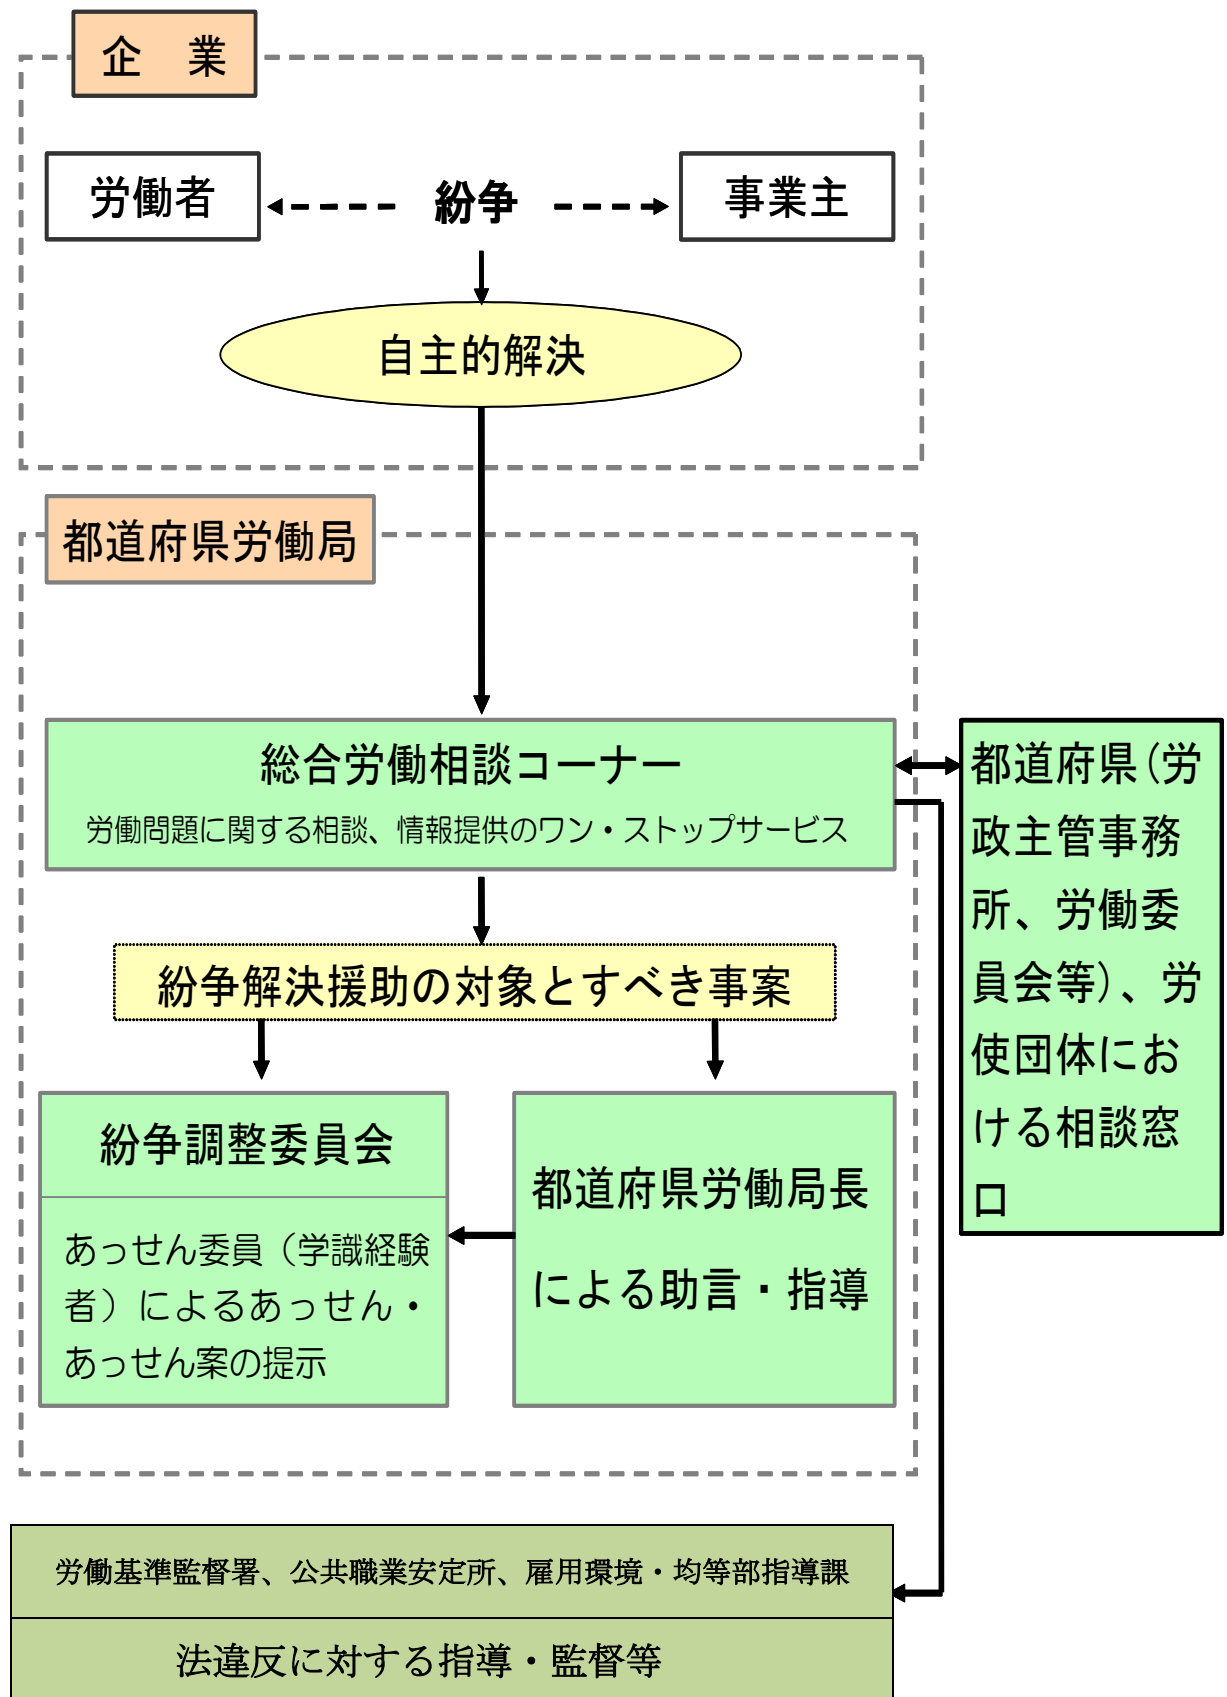 企　業
労働者
紛争
事業主
自主的解決
都道府県労働局
総合労働相談コーナー
労働問題に関する相談、情報提供のワン・ストップサービス
都道府県（労
政主管事務
所、労働委
員会等）、労
使団体にお
ける相談窓
口
紛争解決援助の対象とすべき事案
紛争調整委員会
あっせん委員（学識経験
者）によるあっせん・
あっせん案の提示
都道府県労働局長
による助言・指導
労働基準監督署、公共職業安定所、雇用環境・均等部指導課
法違反に対する指導・監督等